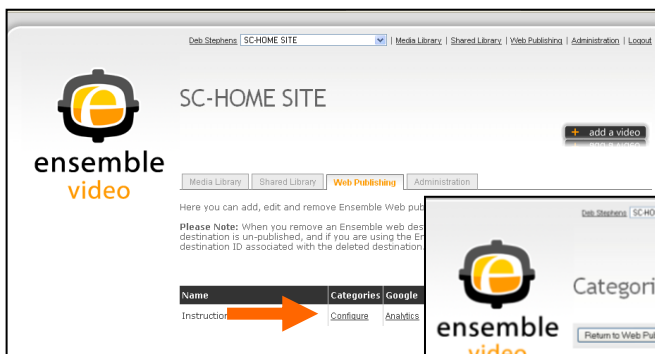 Deb Stephens SC-HOME SITE | Media Library | Shared Library | Web Publishing | Administration | Logout
SC-HOME SITE
+ add a video
ensemble
video
Media Library Shared Library Web Publishing Administration
Here you can add, edit and remove Ensemble Web pub
Please Note: When you remove an Ensemble web des
destination is un-published, and if you are using the En
destination ID associated with the deleted destination.
Name Categories Google
Instruction Configure Analytics
Deb Stephens SC-HO
Categori
Return to Web Pub
ensemble
video